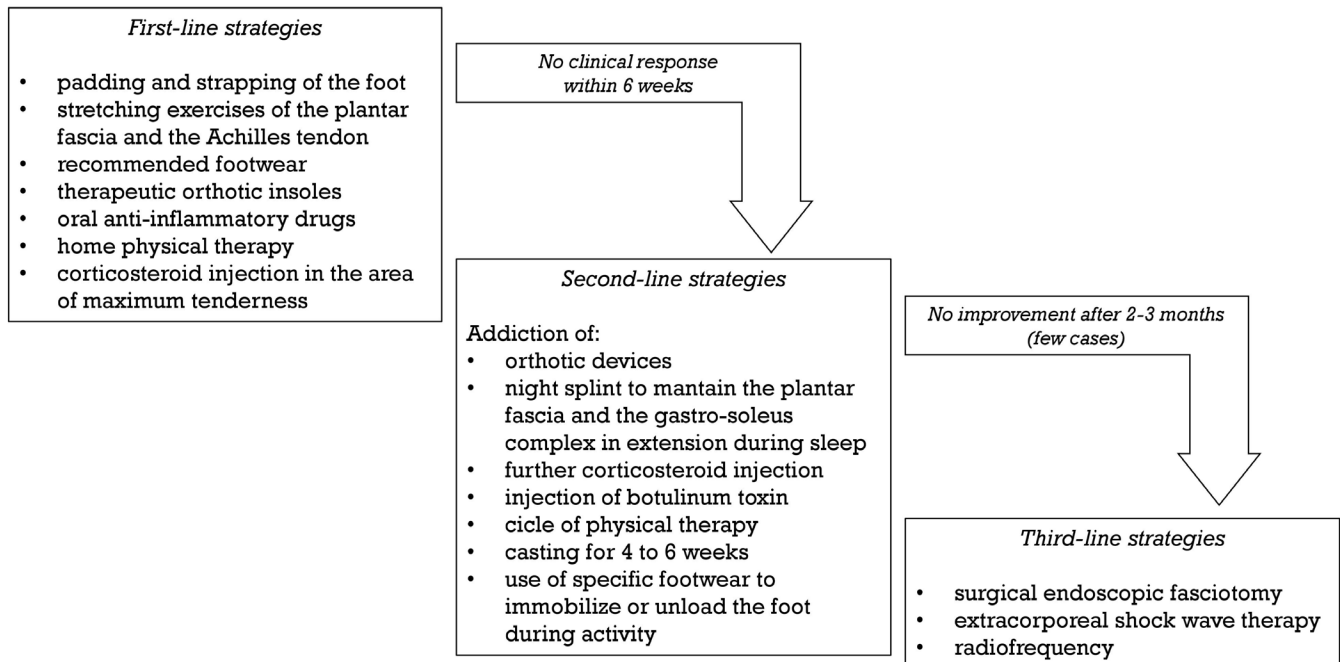 First-line strategies
• padding and strapping of the foot
• stretching exercises of the plantar
fascia and the Achilles tendon
• recommended footwear
• therapeutic orthotic insoles
• oral anti-inflammatory drugs
• home physical therapy
• corticosteroid injection in the area
of maximum tenderness
No clinical response
within 6 weeks
Second-line strategies
Addiction of:
• orthotic devices
• night splint to mantain the plantar
fascia and the gastro-soleus
complex in extension during sleep
• further corticosteroid injection
• injection of botulinum toxin
• cicle of physical therapy
• casting for 4 to 6 weeks
• use of specific footwear to
immobilize or unload the foot
during activity
No improvement after 2-3 months
(few cases)
Third-line strategies
• surgical endoscopic fasciotomy
• extracorporeal shock wave therapy
• radiofrequency